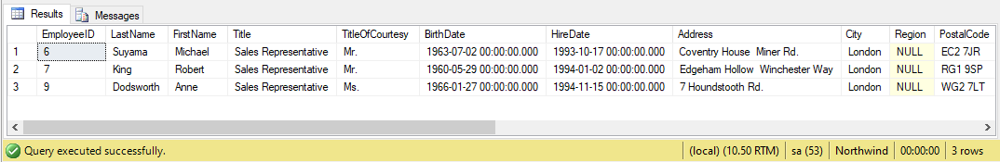 Results Messages
EmployeeID LastName FirstName Title TitleOfCourtesy BirthDate HireDate Address City Region PostalCode
1 6 Suyama Michael Sales Representative Mr. 1963-07-02 00:00:00.000 1993-10-17 00:00:00.000 Coventry House Miner Rd. London NULL EC2 7JR
2 7 King Robert Sales Representative Mr. 1960-05-29 00:00:00.000 1994-01-02 00:00:00.000 Edgeham Hollow Winchester Way London NULL RG1 9SP
3 9 Dodsworth Anne Sales Representative Ms. 1966-01-27 00:00:00.000 1994-11-15 00:00:00.000 7 Houndstooth Rd. London NULL WG2 7LT
Query executed successfully. (local) (10.50 RTM) sa (53) Northwind 00:00:00 3 rows